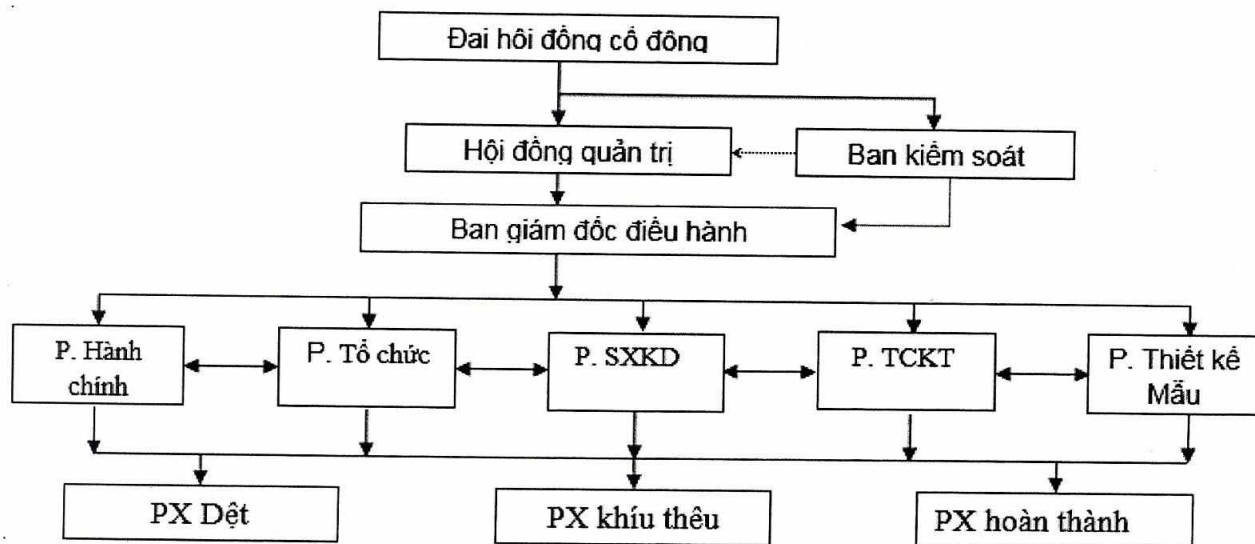 Đai hôi đồng cổ đông
Hội đồng quản trị
Ban kiểm soát
Ban giám đốc điều hành
P. Hành
chính
P. Tổ chức
P. SXKD
P. TCKT
P. Thiết kế
Mẫu
PX Dệt
PX khíu thêu
PX hoàn thành